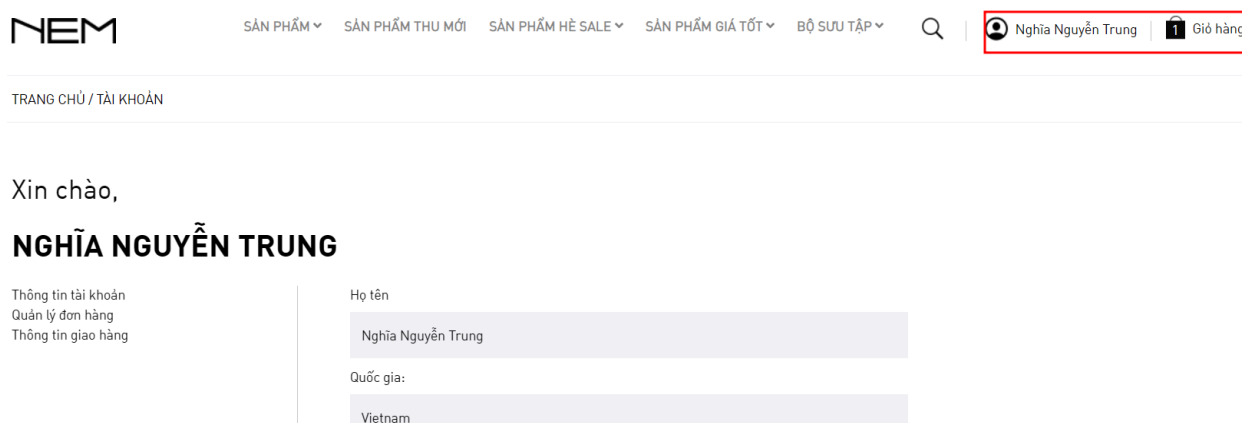 NEM
SẢN PHẨM SẢN PHẨM THU MỚI SẢN PHẨM HÈ SALE SẢN PHẨM GIÁ TỐT BỘ SƯU TẬP Nghĩa Nguyễn Trung 1 Giỏ hàng
TRANG CHỦ / TÀI KHOẢN
Xin chào,
NGHĨA NGUYỄN TRUNG
Thông tin tài khoản
Quản lý đơn hàng
Thông tin giao hàng
Họ tên
Nghĩa Nguyễn Trung
Quốc gia:
Vietnam